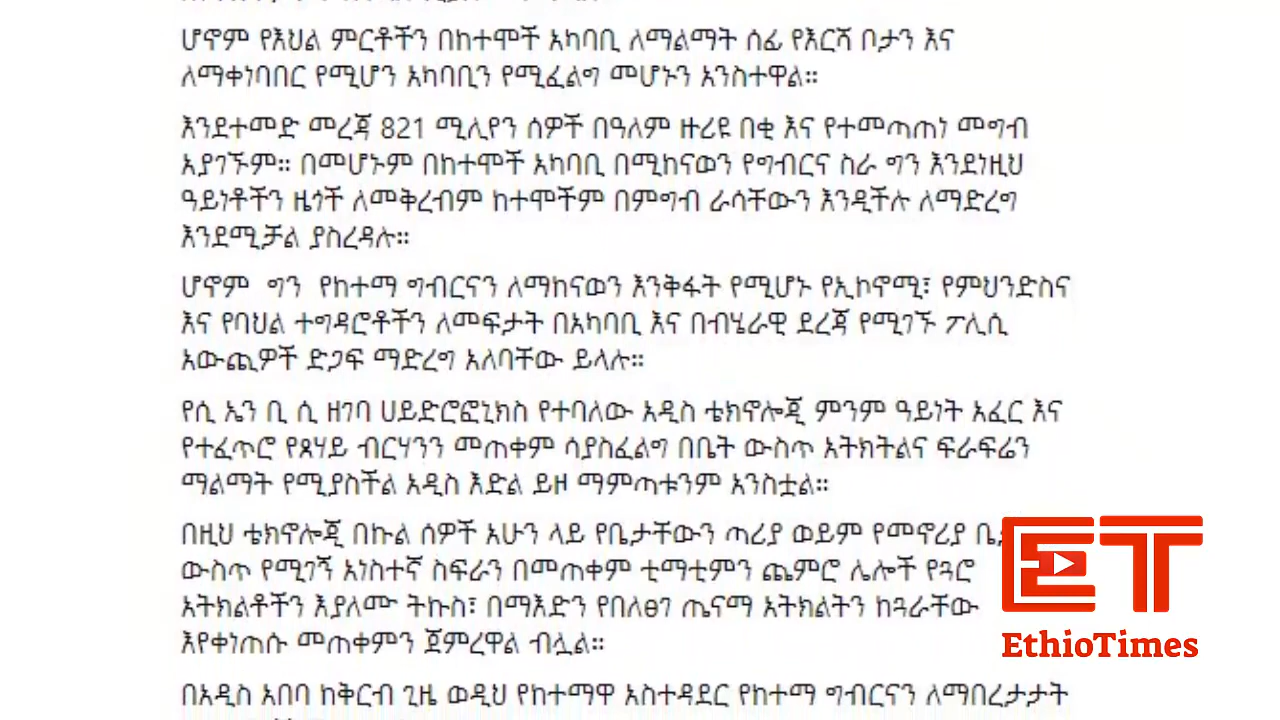 ሆኖም የእህል ምርቶችን በከተሞች አካባቢ ለማልማት ሰፊ የእርሻ ቦታን እና
ለማቀነባበር የሚሆን አካባቢን የሚፈልግ መሆኑን አንስተዋል።
እንደተመድ መረጃ 821 ሚሊየን ሰዎች በዓለም ዙሪዩ በቂ እና የተመጣጠነ መግብ
አያገኙም። በመሆኑም በከተሞች አካባቢ በሚከናወን የግብርና ስራ ግን እንደነዚህ
ዓይነቶችን ዜጎች ለመቅረብም ከተሞችም በምግብ ራሳቸውን እንዲችሉ ለማድረግ
እንደሚቻል ያስረዳሉ።
ሆኖም ግን የከተማ ግብርናን ለማከናወን እንቅፋት የሚሆኑ የኢኮኖሚ፣ የምህንድስና
እና የባህል ተግዳሮቶችን ለመፍታት በአካባቢ እና በብሄራዊ ደረጃ የሚገኙ ፖሊሲ
አውጪዎች ድጋፍ ማድረግ አለባቸው ይላሉ።
የሲ ኤን ቢ ሲ ዘገባ ሀይድሮፎኒክስ የተባለው አዲስ ቴክኖሎጂ ምንም ዓይነት አፈር እና
የተፈጥሮ የጸሃይ ብርሃንን መጠቀም ሳያስፈልግ በቤት ውስጥ አትክትልና ፍራፍሬን
ማልማት የሚያስችል አዲስ እድል ይዞ ማምጣቱንም አንስቷል።
በዚህ ቴክኖሎጂ በኩል ሰዎች አሁን ላይ የቤታቸውን ጣሪያ ወይም የመኖሪያ
ውስጥ የሚገኝ አነስተኛ ስፍራን በመጠቀም ቲማቲምን ጨምሮ ሌሎች የጓሮ
አትክልቶችን እያለሙ ትኩስ፣ በማእድን የበለፀገ ጤናማ አትክልትን ከጓራቸው
እየቀነጠሱ መጠቀምን ጀምረዋል ብሏል።
በአዲስ አበባ ከቅርብ ጊዜ ወዲህ የከተማዋ አስተዳደር የከተማ ግብርናን ለማበረታታት
ET
EthioTimes